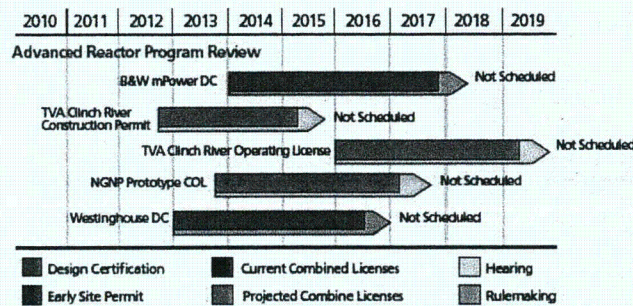 2010 2011 2012 2013 2014 2015 2016 2017 2018 2019
Advanced Reactor Program Review
B&W mPower DC Not Scheduled
TVA Clinch River
Construction Permit Not Scheduled
TVA Clinch River Operating License Not Scheduled
NGNP Prototype COL Not Scheduled
Westinghouse DC Not Scheduled
Design Certification Current Combined Licenses Hearing
Early Site Permit Projected Combine Licenses Rulemaking